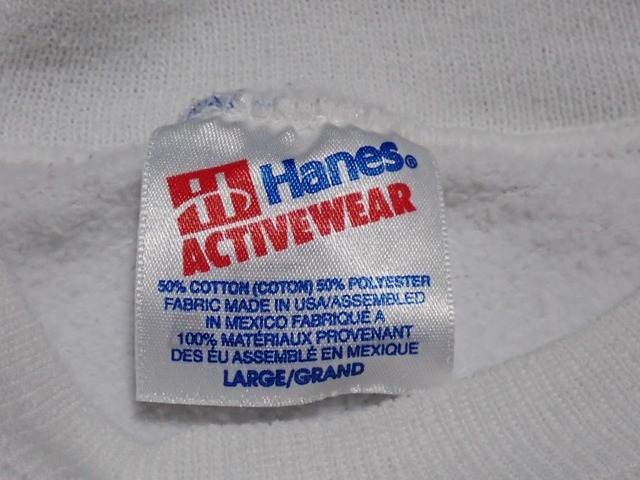 Hanes®
ACTIVEWEAR
50% COTTON (COTON) 50% POLYESTER
FABRIC MADE IN USA/ASSEMBLED
IN MEXICO FABRIQUÉ A
100% MATÉRIAUX PROVENANT
DES ÉU ASSEMBLÉ EN MEXIQUE
LARGE/GRAND